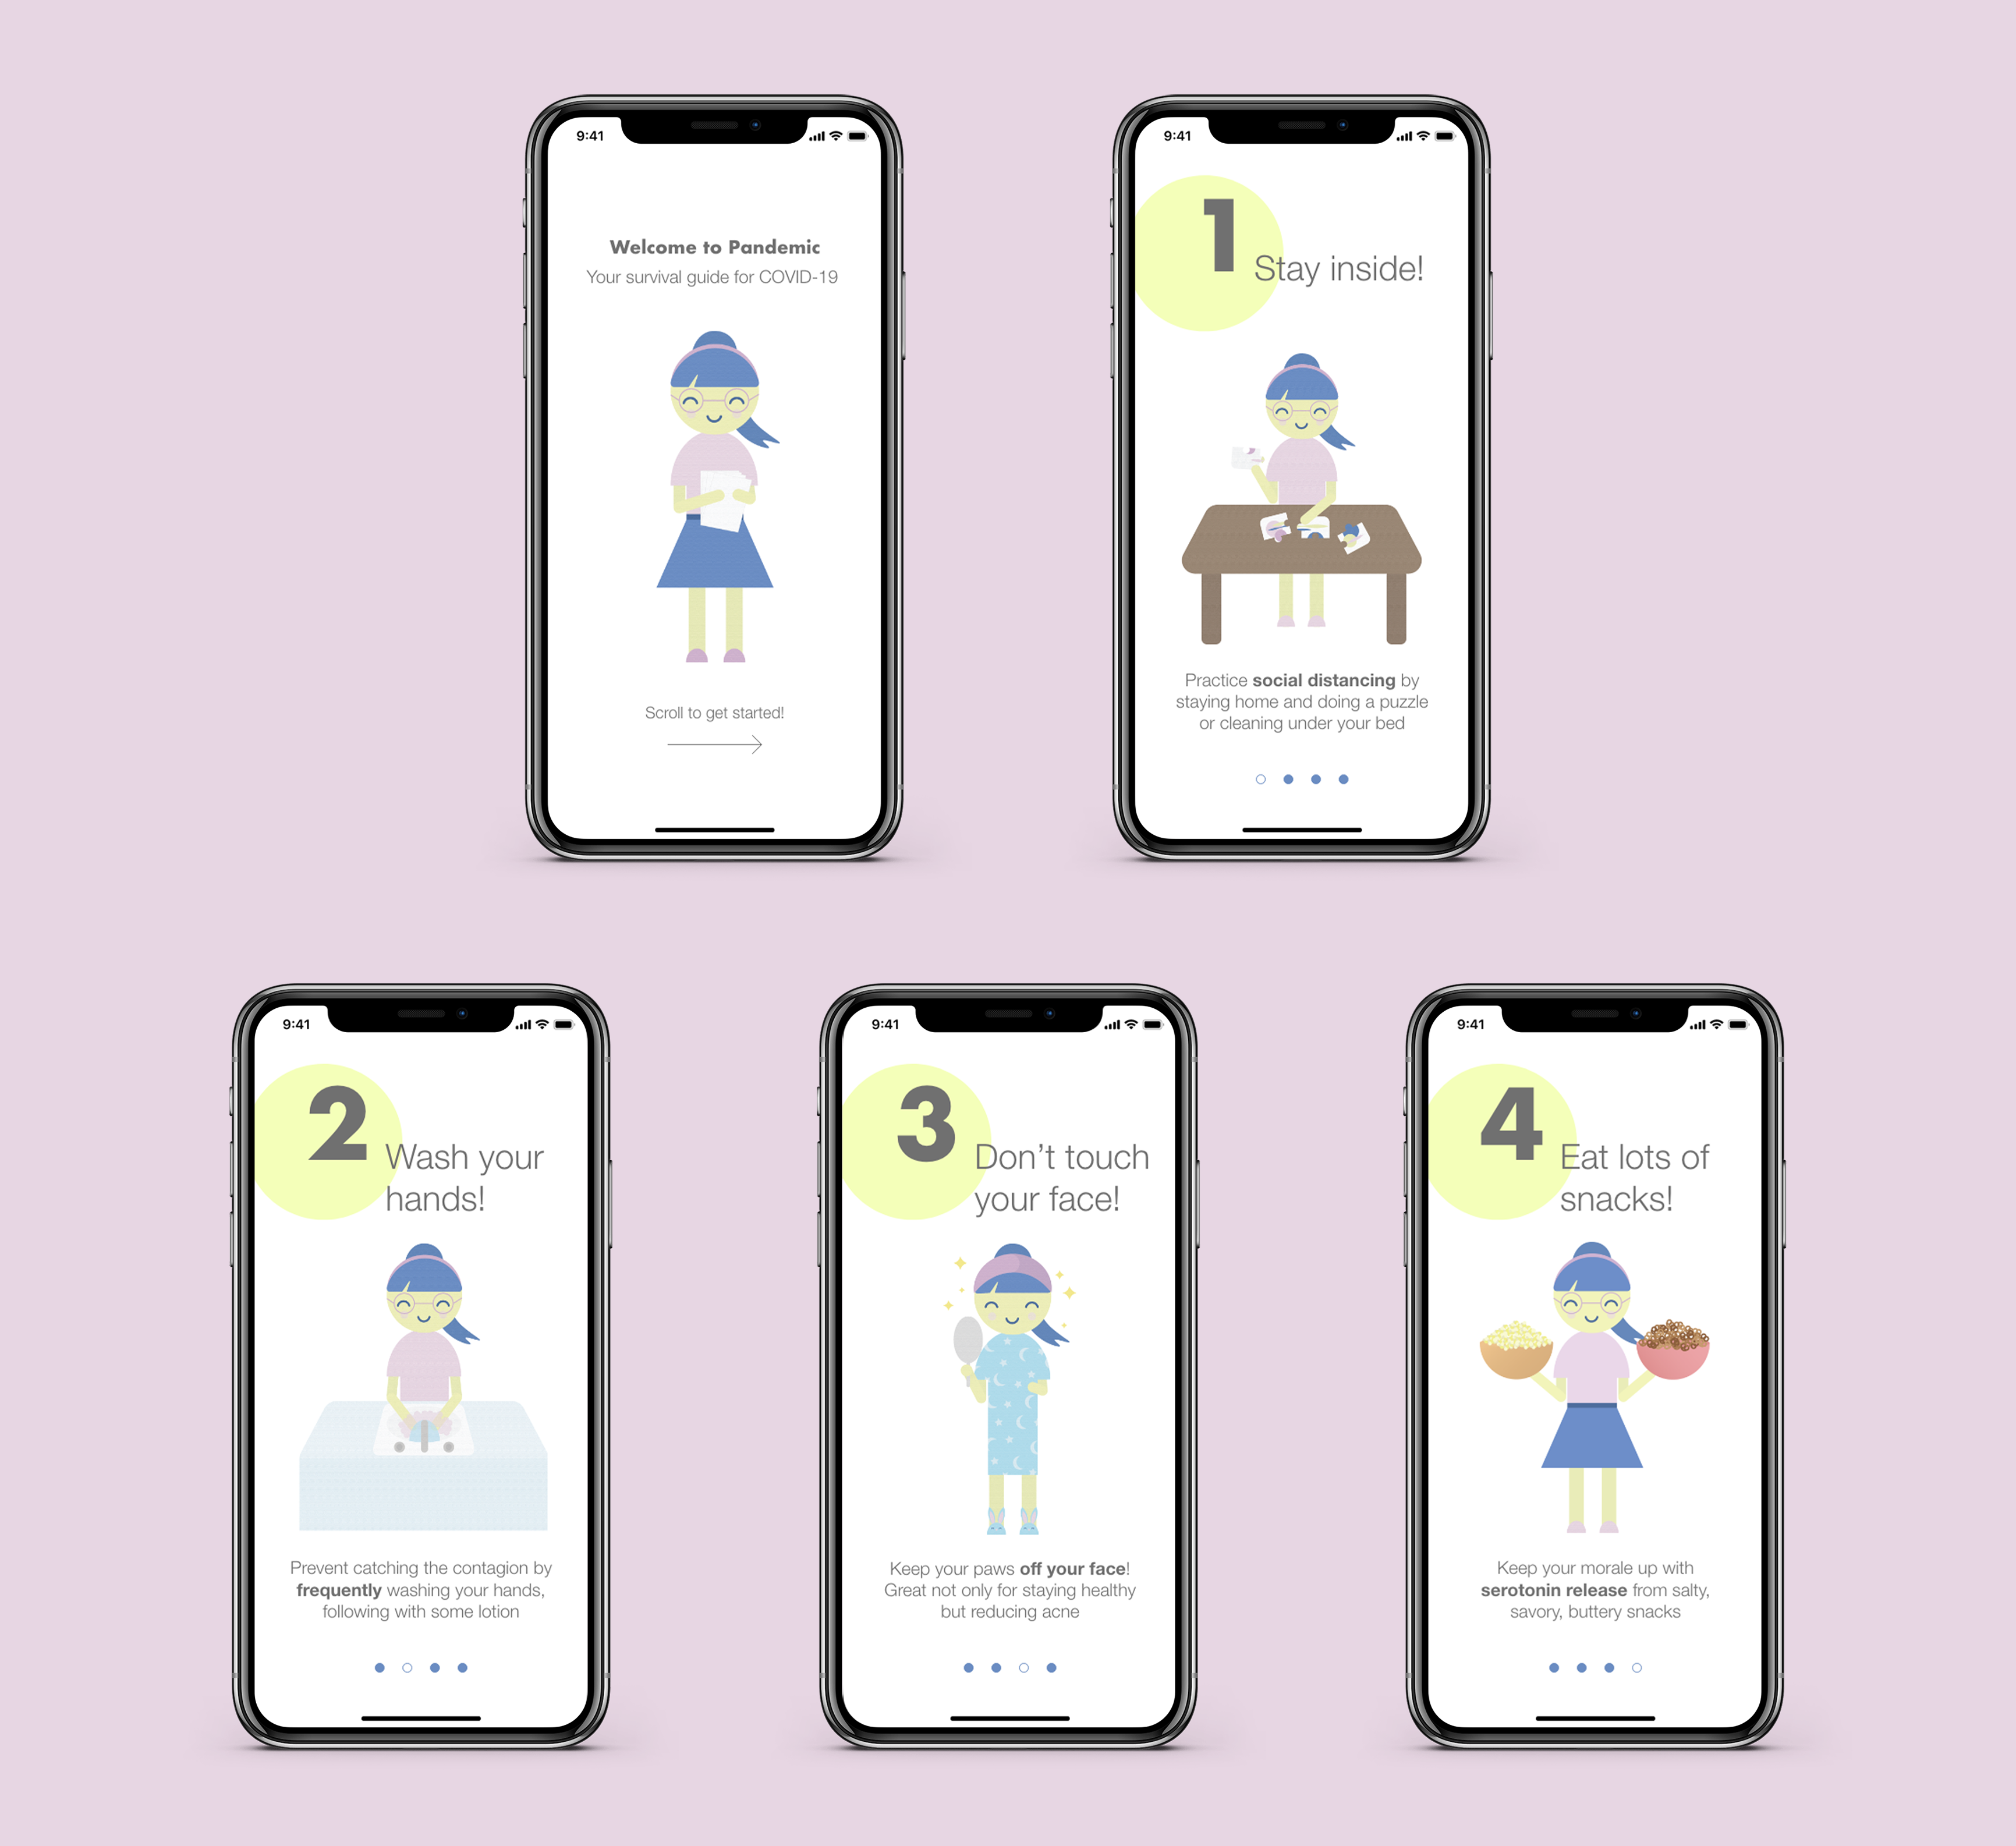 9:41
Welcome to Pandemic
Your survival guide for COVID-19
Scroll to get started!
9:41
1
Stay inside!
Practice social distancing by
staying home and doing a puzzle
or cleaning under your bed
9:41
2
Wash your
hands!
Prevent catching the contagion by
frequently washing your hands,
following with some lotion
9:41
3
Don't touch
your face!
Keep your paws off your face!
Great not only for staying healthy
but reducing acne
9:41
4
Eat lots of
snacks!
Keep your morale up with
serotonin release from salty,
savory, buttery snacks